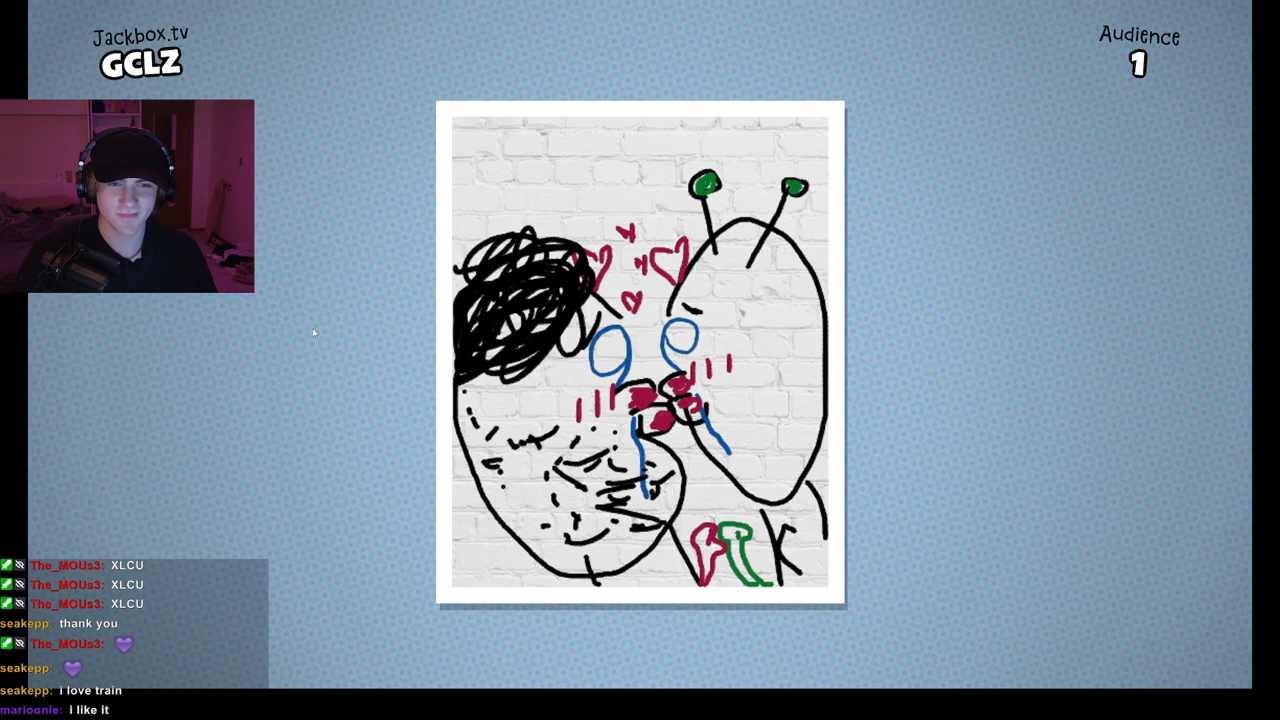 Jackbox.tv
GCLZ
Audience
1
The_MOUs3: XLCU
The_MOUs3: XLCU
The_MOUs3: XLCU
seakepp: thank you
The_MOUs3:
seakepp:
seakepp: i love train
marioonie: i like it